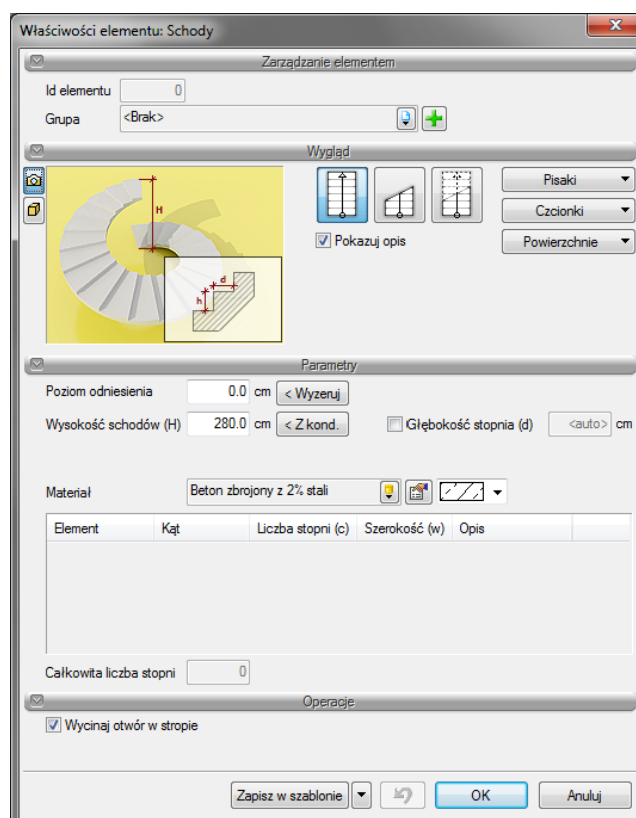 Właściwości elementu: Schody
Zarządzanie elementem
Id elementu 0
Grupa <Brak>
Wygląd
H
d
h
Pisaki
Czcionki
Pokazuj opis Powierzchnie
Parametry
Poziom odniesienia 0.0 cm < Wyzeruj
Wysokość schodów (H) 280.0 cm < Z kond. Głębokość stopnia (d) <auto> cm
Materiał Beton zbrojony z 2% stali
Element Kąt Liczba stopni (c) Szerokość (w) Opis
Całkowita liczba stopni 0
Operacje
Wycinaj otwór w stropie
Zapisz w szablonie OK Anuluj